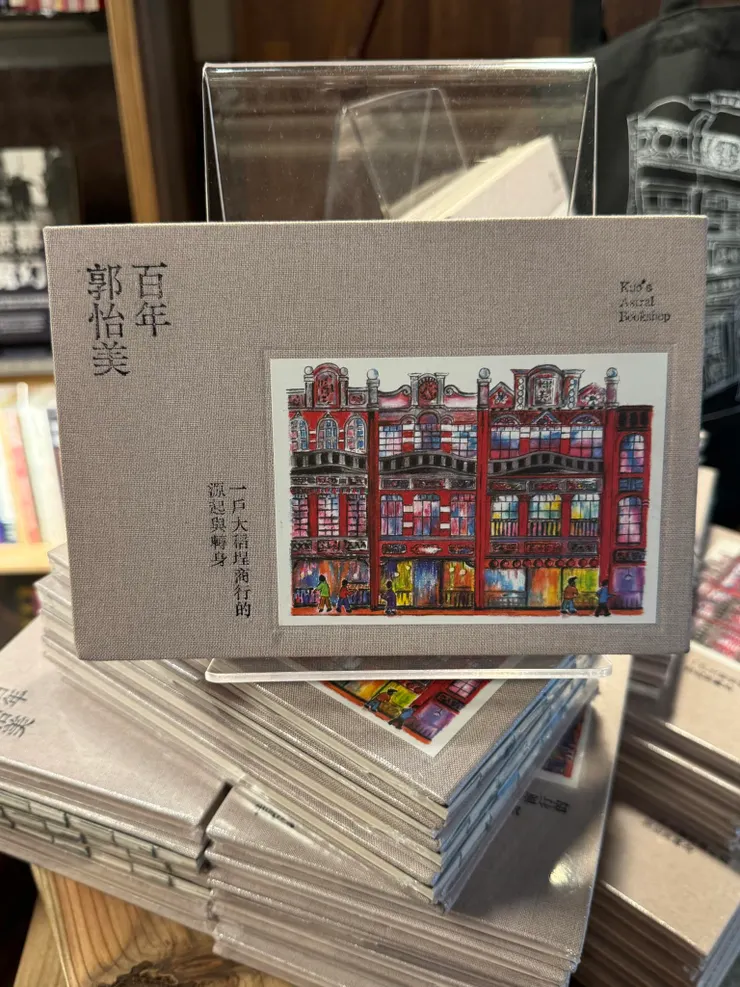 百年
郭怡美
Kuo's
Astral
Bookshop
一戶大稻埕商行的
源起與轉身